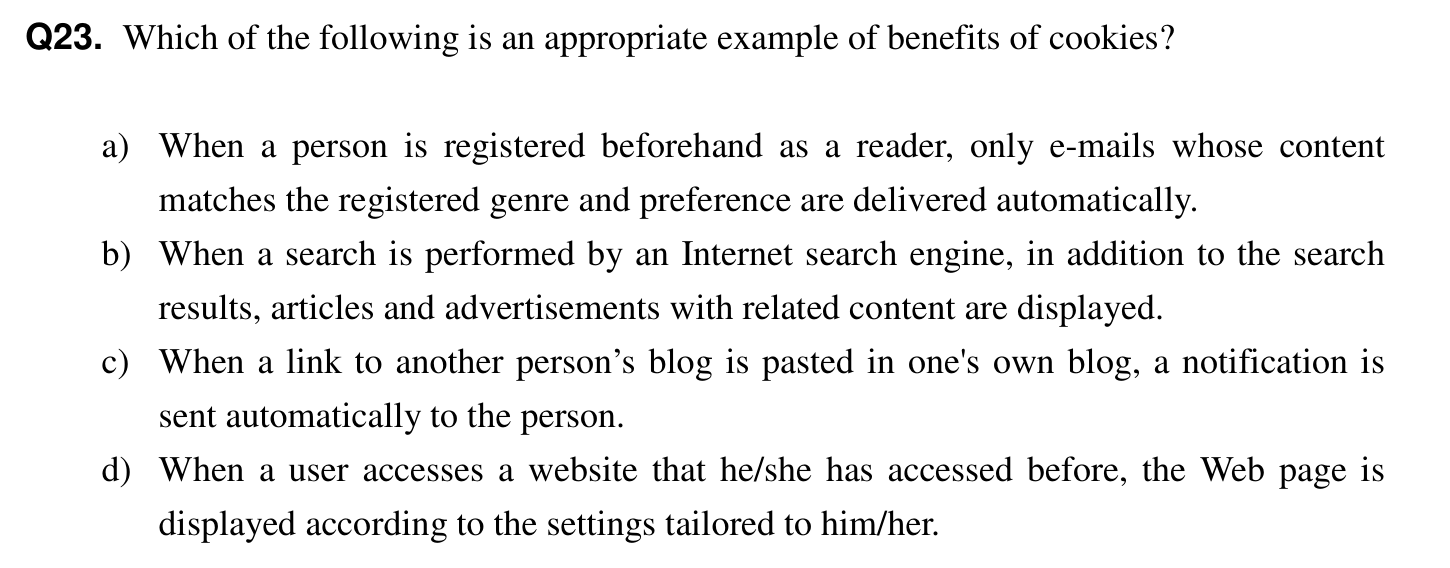 Q23. Which of the following is an appropriate example of benefits of cookies?
a) When a person is registered beforehand as a reader, only e-mails whose content
matches the registered genre and preference are delivered automatically.
b) When a search is performed by an Internet search engine, in addition to the search
results, articles and advertisements with related content are displayed.
c) When a link to another person’s blog is pasted in one's own blog, a notification is
sent automatically to the person.
d) When a user accesses a website that he/she has accessed before, the Web page is
displayed according to the settings tailored to him/her.